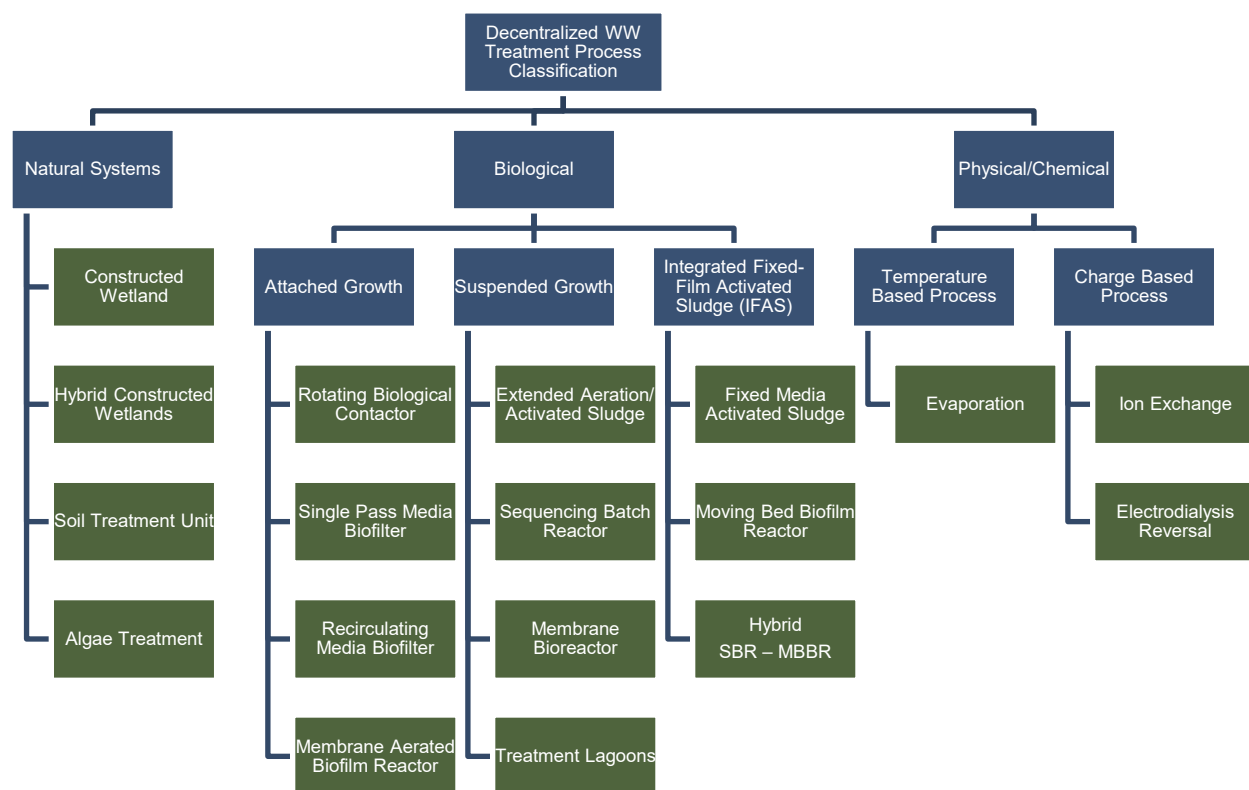 Decentralized WW
Treatment Process
Classification
Natural Systems
Biological
Physical/Chemical
Constructed
Wetland
Hybrid Constructed
Wetlands
Soil Treatment Unit
Algae Treatment
Attached Growth
Rotating Biological
Contactor
Single Pass Media
Biofilter
Recirculating
Media Biofilter
Membrane Aerated
Biofilm Reactor
Suspended Growth
Extended Aeration/
Activated Sludge
Sequencing Batch
Reactor
Membrane
Bioreactor
Treatment Lagoons
Integrated Fixed-
Film Activated
Sludge (IFAS)
Fixed Media
Activated Sludge
Moving Bed Biofilm
Reactor
Hybrid
SBR – MBBR
Temperature
Based Process
Evaporation
Charge Based
Process
Ion Exchange
Electrodialysis
Reversal